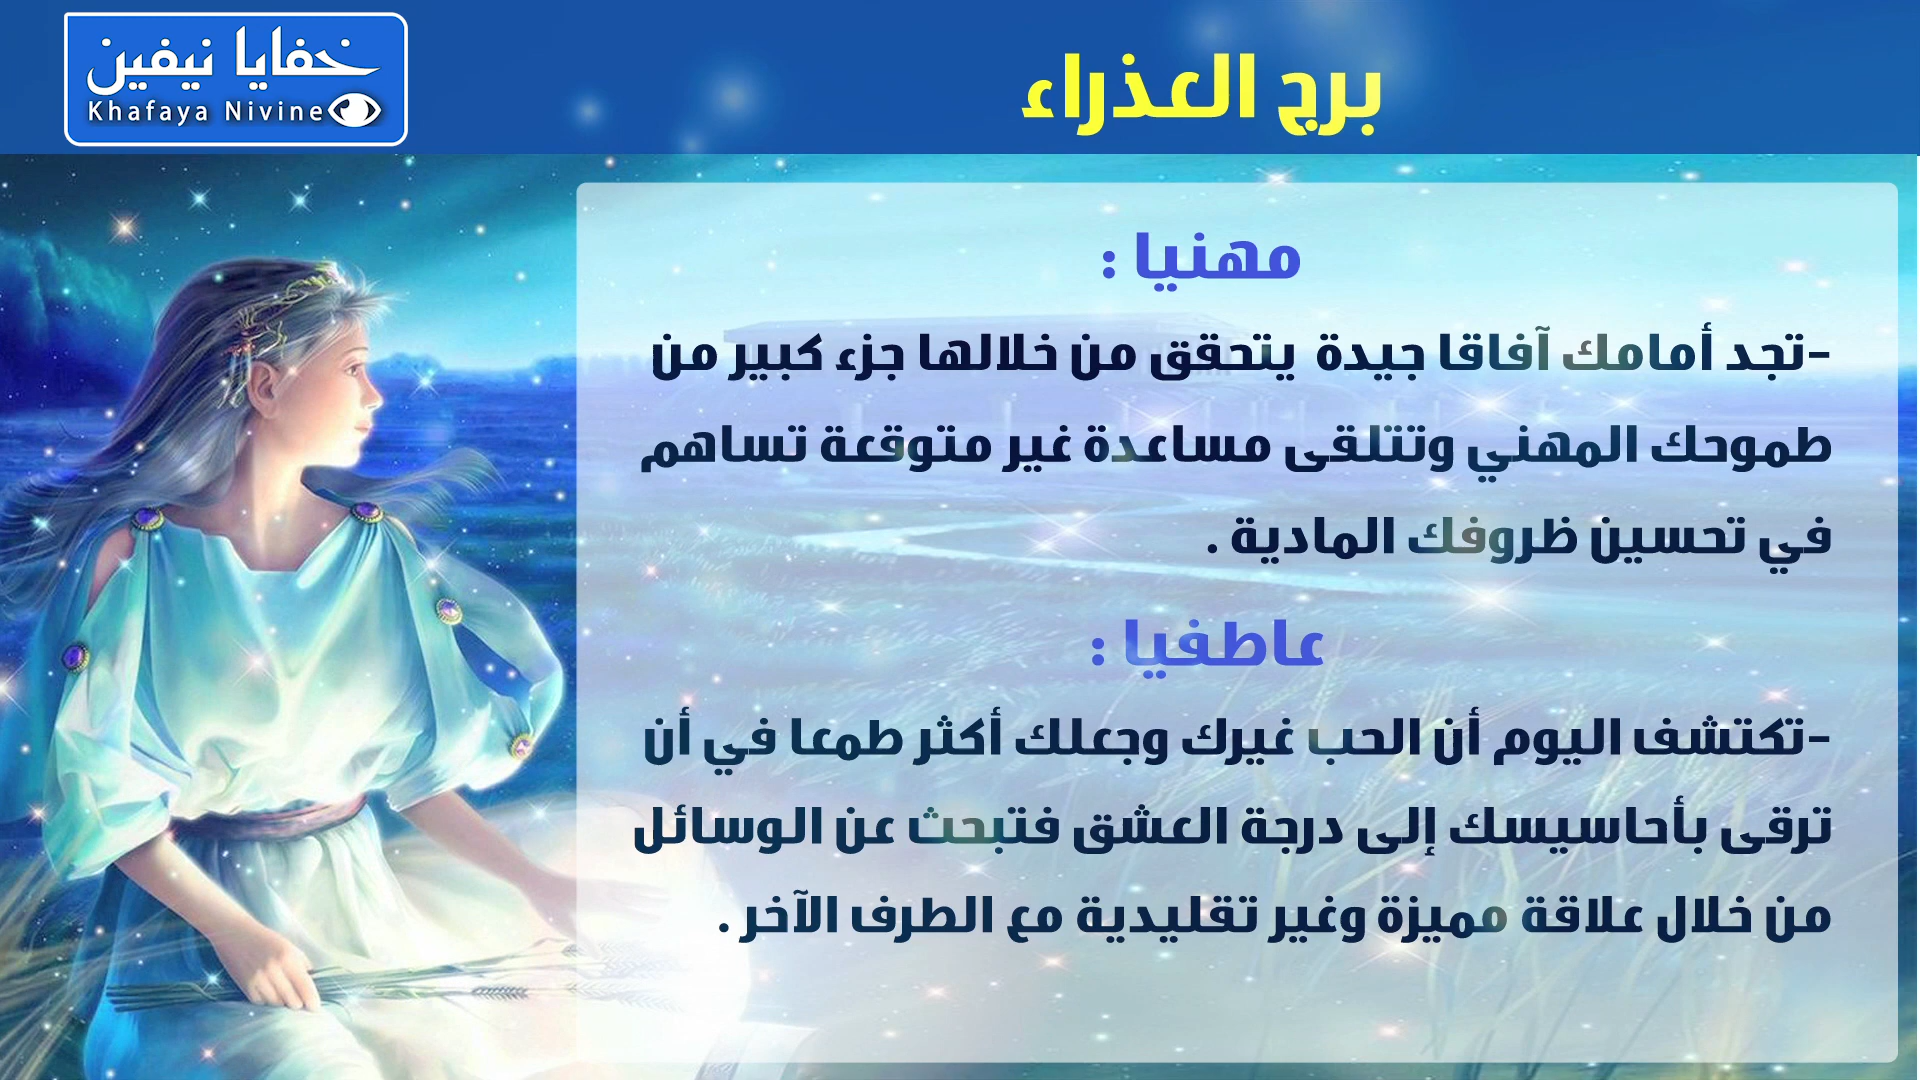 خفايا نيفين
Khafaya Nivine
برج العذراء
مهنيا :
-تجد أمامك آفاقا جيدة يتحقق من خلالها جزء كبير من
طموحك المهني وتتلقى مساعدة غير متوقعة تساهم
في تحسين ظروفك المادية .
عاطفيا :
-تكتشف اليوم أن الحب غيرك وجعلك أكثر طمعا في أن
ترقى بأحاسيسك إلى درجة العشق فتبحث عن الوسائل
من خلال علاقة مميزة وغير تقليدية مع الطرف الآخر .